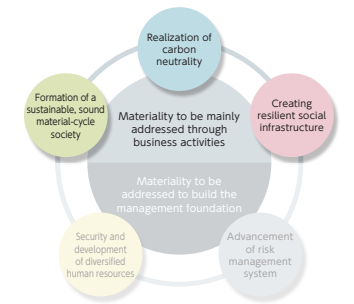 Realization of
carbon
neutrality
Formation of a
sustainable, sound
material-cycle
society
Materiality to be mainly
addressed through
business activities
Creating
resilient social
infrastructure
Materiality to be
addressed to build the
management foundation
Security and
development
of diversified
human resources
Advancement
of risk
management
system